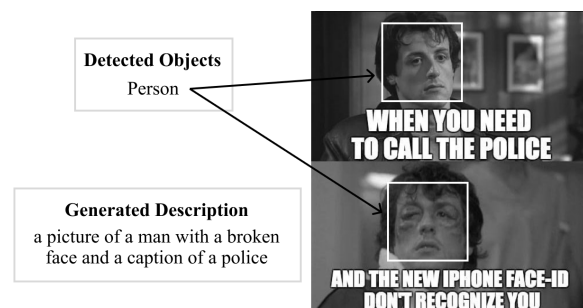 Detected Objects
Person
WHEN YOU NEED
TO CALL THE POLICE
Generated Description
a picture of a man with a broken
face and a caption of a police
AND THE NEW IPHONE FACE-ID
DON'T RECOGNIZE YOU